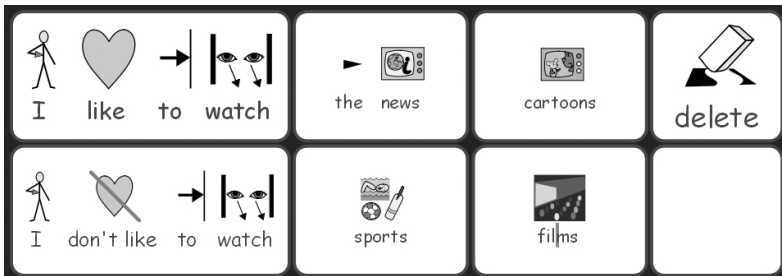 I like to watch
the news
cartoons
delete
I don't like to watch
sports
films